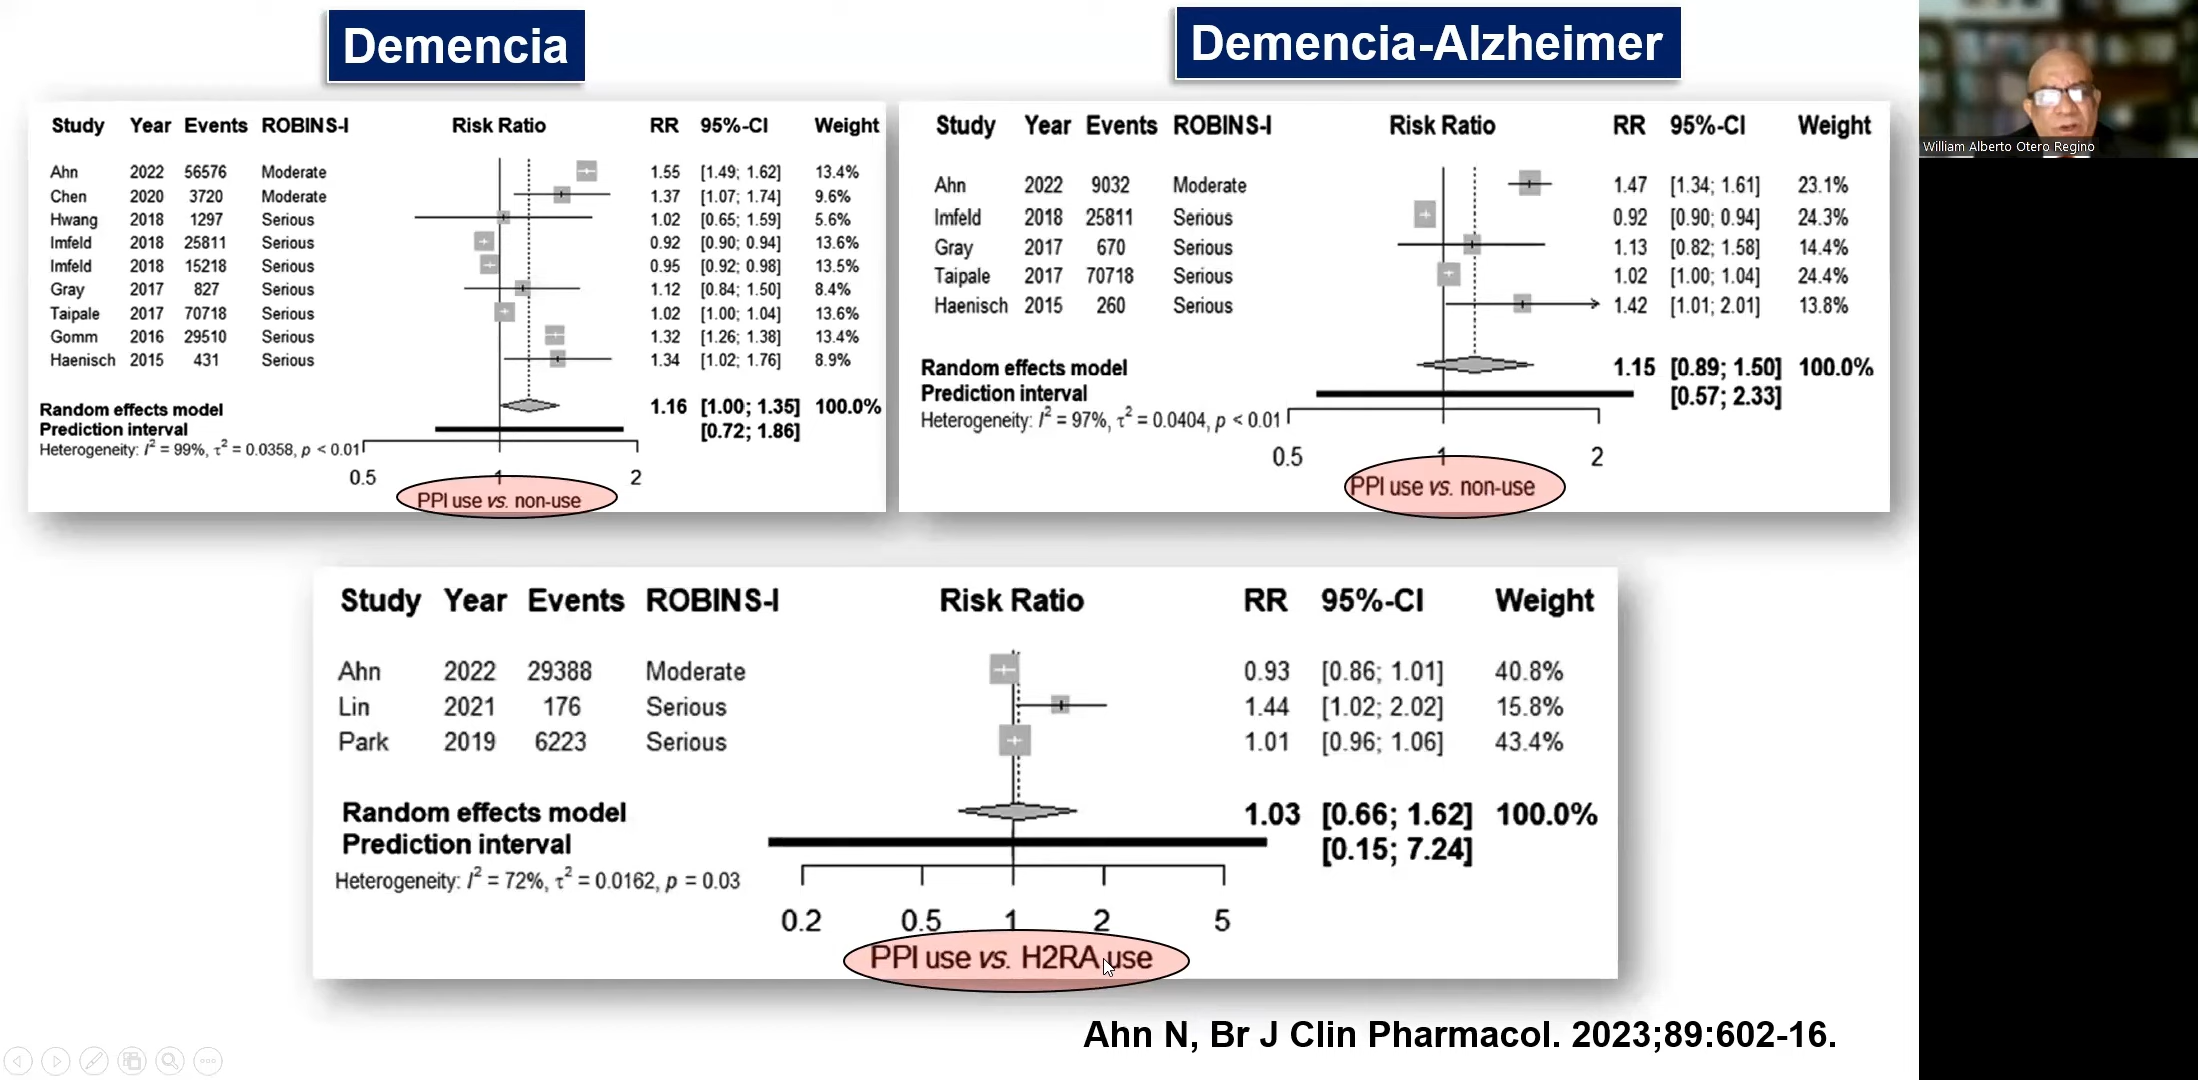 Demencia
Study Year Events ROBINS-I Risk Ratio RR 95%-CI Weight
Ahn 2022 56576 Moderate 1.55 [1.49; 1.62] 13.4%
Chen 2020 3720 Moderate 1.37 [1.07; 1.74] 9.6%
Hwang 2018 1297 Serious 1.02 [0.65; 1.59] 5.6%
Imfeld 2018 25811 Serious 0.92 [0.90; 0.94] 13.6%
Imfeld 2018 15218 Serious 0.95 [0.92; 0.98] 13.5%
Gray 2017 827 Serious 1.12 [0.84; 1.50] 8.4%
Taipale 2017 70718 Serious 1.02 [1.00; 1.04] 13.6%
Gomm 2016 29510 Serious 1.32 [1.26; 1.38] 13.4%
Haenisch 2015 431 Serious 1.34 [1.02; 1.76] 8.9%
Random effects model 1.16 [1.00; 1.35] 100.0%
Prediction interval [0.72; 1.86]
Heterogeneity: I² = 99%, τ² = 0.0358, p < 0.01
0.5 1 2
PPI use vs. non-use
Demencia-Alzheimer
Study Year Events ROBINS-I Risk Ratio RR 95%-CI Weight
Ahn 2022 9032 Moderate 1.47 [1.34; 1.61] 23.1%
Imfeld 2018 25811 Serious 0.92 [0.90; 0.94] 24.3%
Gray 2017 670 Serious 1.13 [0.82; 1.58] 14.4%
Taipale 2017 70718 Serious 1.02 [1.00; 1.04] 24.4%
Haenisch 2015 260 Serious 1.42 [1.01; 2.01] 13.8%
Random effects model 1.15 [0.89; 1.50] 100.0%
Prediction interval [0.57; 2.33]
Heterogeneity: I² = 97%, τ² = 0.0404, p < 0.01
0.5 1 2
PPI use vs. non-use
William Alberto Otero Regino
Study Year Events ROBINS-I Risk Ratio RR 95%-CI Weight
Ahn 2022 29388 Moderate 0.93 [0.86; 1.01] 40.8%
Lin 2021 176 Serious 1.44 [1.02; 2.02] 15.8%
Park 2019 6223 Serious 1.01 [0.96; 1.06] 43.4%
Random effects model 1.03 [0.66; 1.62] 100.0%
Prediction interval [0.15; 7.24]
Heterogeneity: I² = 72%, τ² = 0.0162, p = 0.03
0.2 0.5 1 2 5
PPI use vs. H2RA use
Ahn N, Br J Clin Pharmacol. 2023;89:602-16.